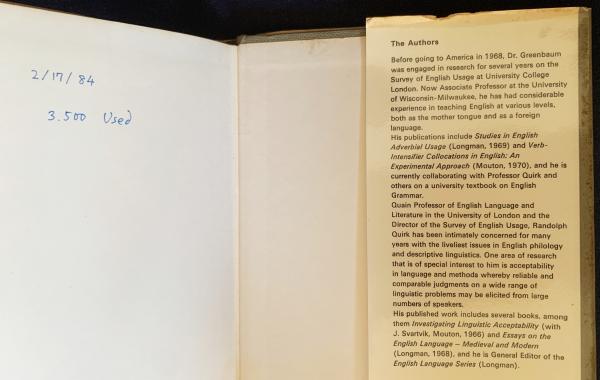 2/17/84
3.500 Used
The Authors
Before going to America in 1968, Dr. Greenbaum
was engaged in research for several years on the
Survey of English Usage at University College
London. Now Associate Professor at the University
of Wisconsin-Milwaukee, he has had considerable
experience in teaching English at various levels,
both as the mother tongue and as a foreign
language.
His publications include Studies in English
Adverbial Usage (Longman, 1969) and Verb-
Intensifier Collocations in English: An
Experimental Approach (Mouton, 1970), and he is
currently collaborating with Professor Quirk and
others on a university textbook on English
Grammar.
Quain Professor of English Language and
Literature in the University of London and the
Director of the Survey of English Usage, Randolph
Quirk has been intimately concerned for many
years with the liveliest issues in English philology
and descriptive linguistics. One area of research
that is of special interest to him is acceptability
in language and methods whereby reliable and
comparable judgments on a wide range of
linguistic problems may be elicited from large
numbers of speakers.
His published work includes several books, among
them Investigating Linguistic Acceptability (with
J. Svartvik, Mouton, 1966) and Essays on the
English Language – Medieval and Modern
(Longman, 1968), and he is General Editor of the
English Language Series (Longman).